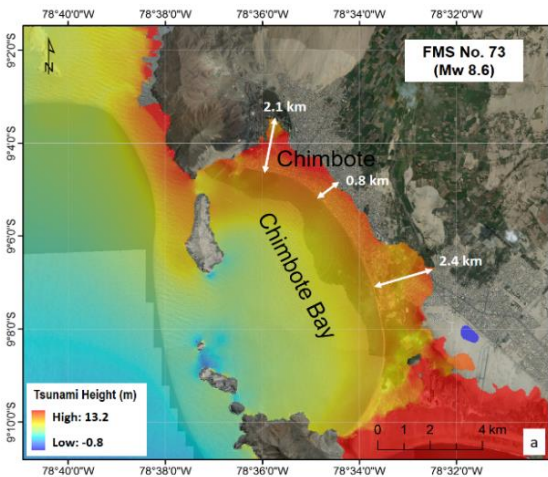 78°40'0"W 78°38'0"W 78°36'0"W 78°34'0"W 78°32'0"W
9°2'0"S
9°4'0"S
9°6'0"S
9°8'0"S
9°10'0"S
N
FMS No. 73
(Mw 8.6)
2.1 km
Chimbote
0.8 km
Chimbote Bay
2.4 km
Tsunami Height (m)
High: 13.2
Low: -0.8
0 1 2 4 km
a
78°40'0"W 78°38'0"W 78°36'0"W 78°34'0"W 78°32'0"W